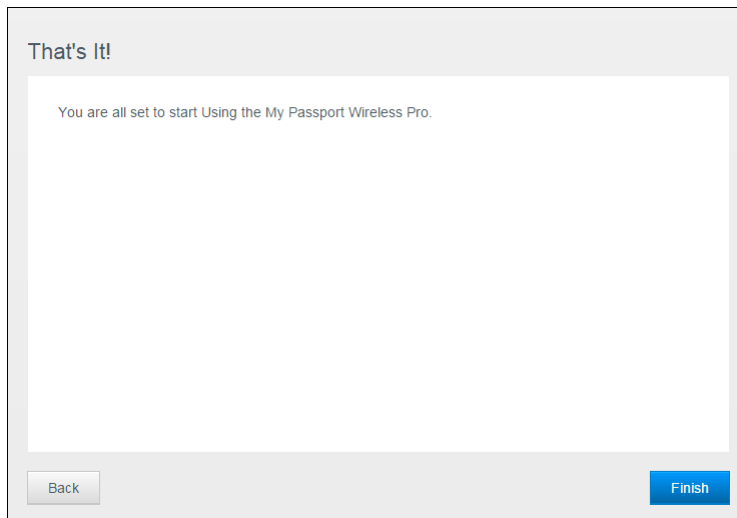 That's It!
You are all set to start Using the My Passport Wireless Pro.
Back
Finish